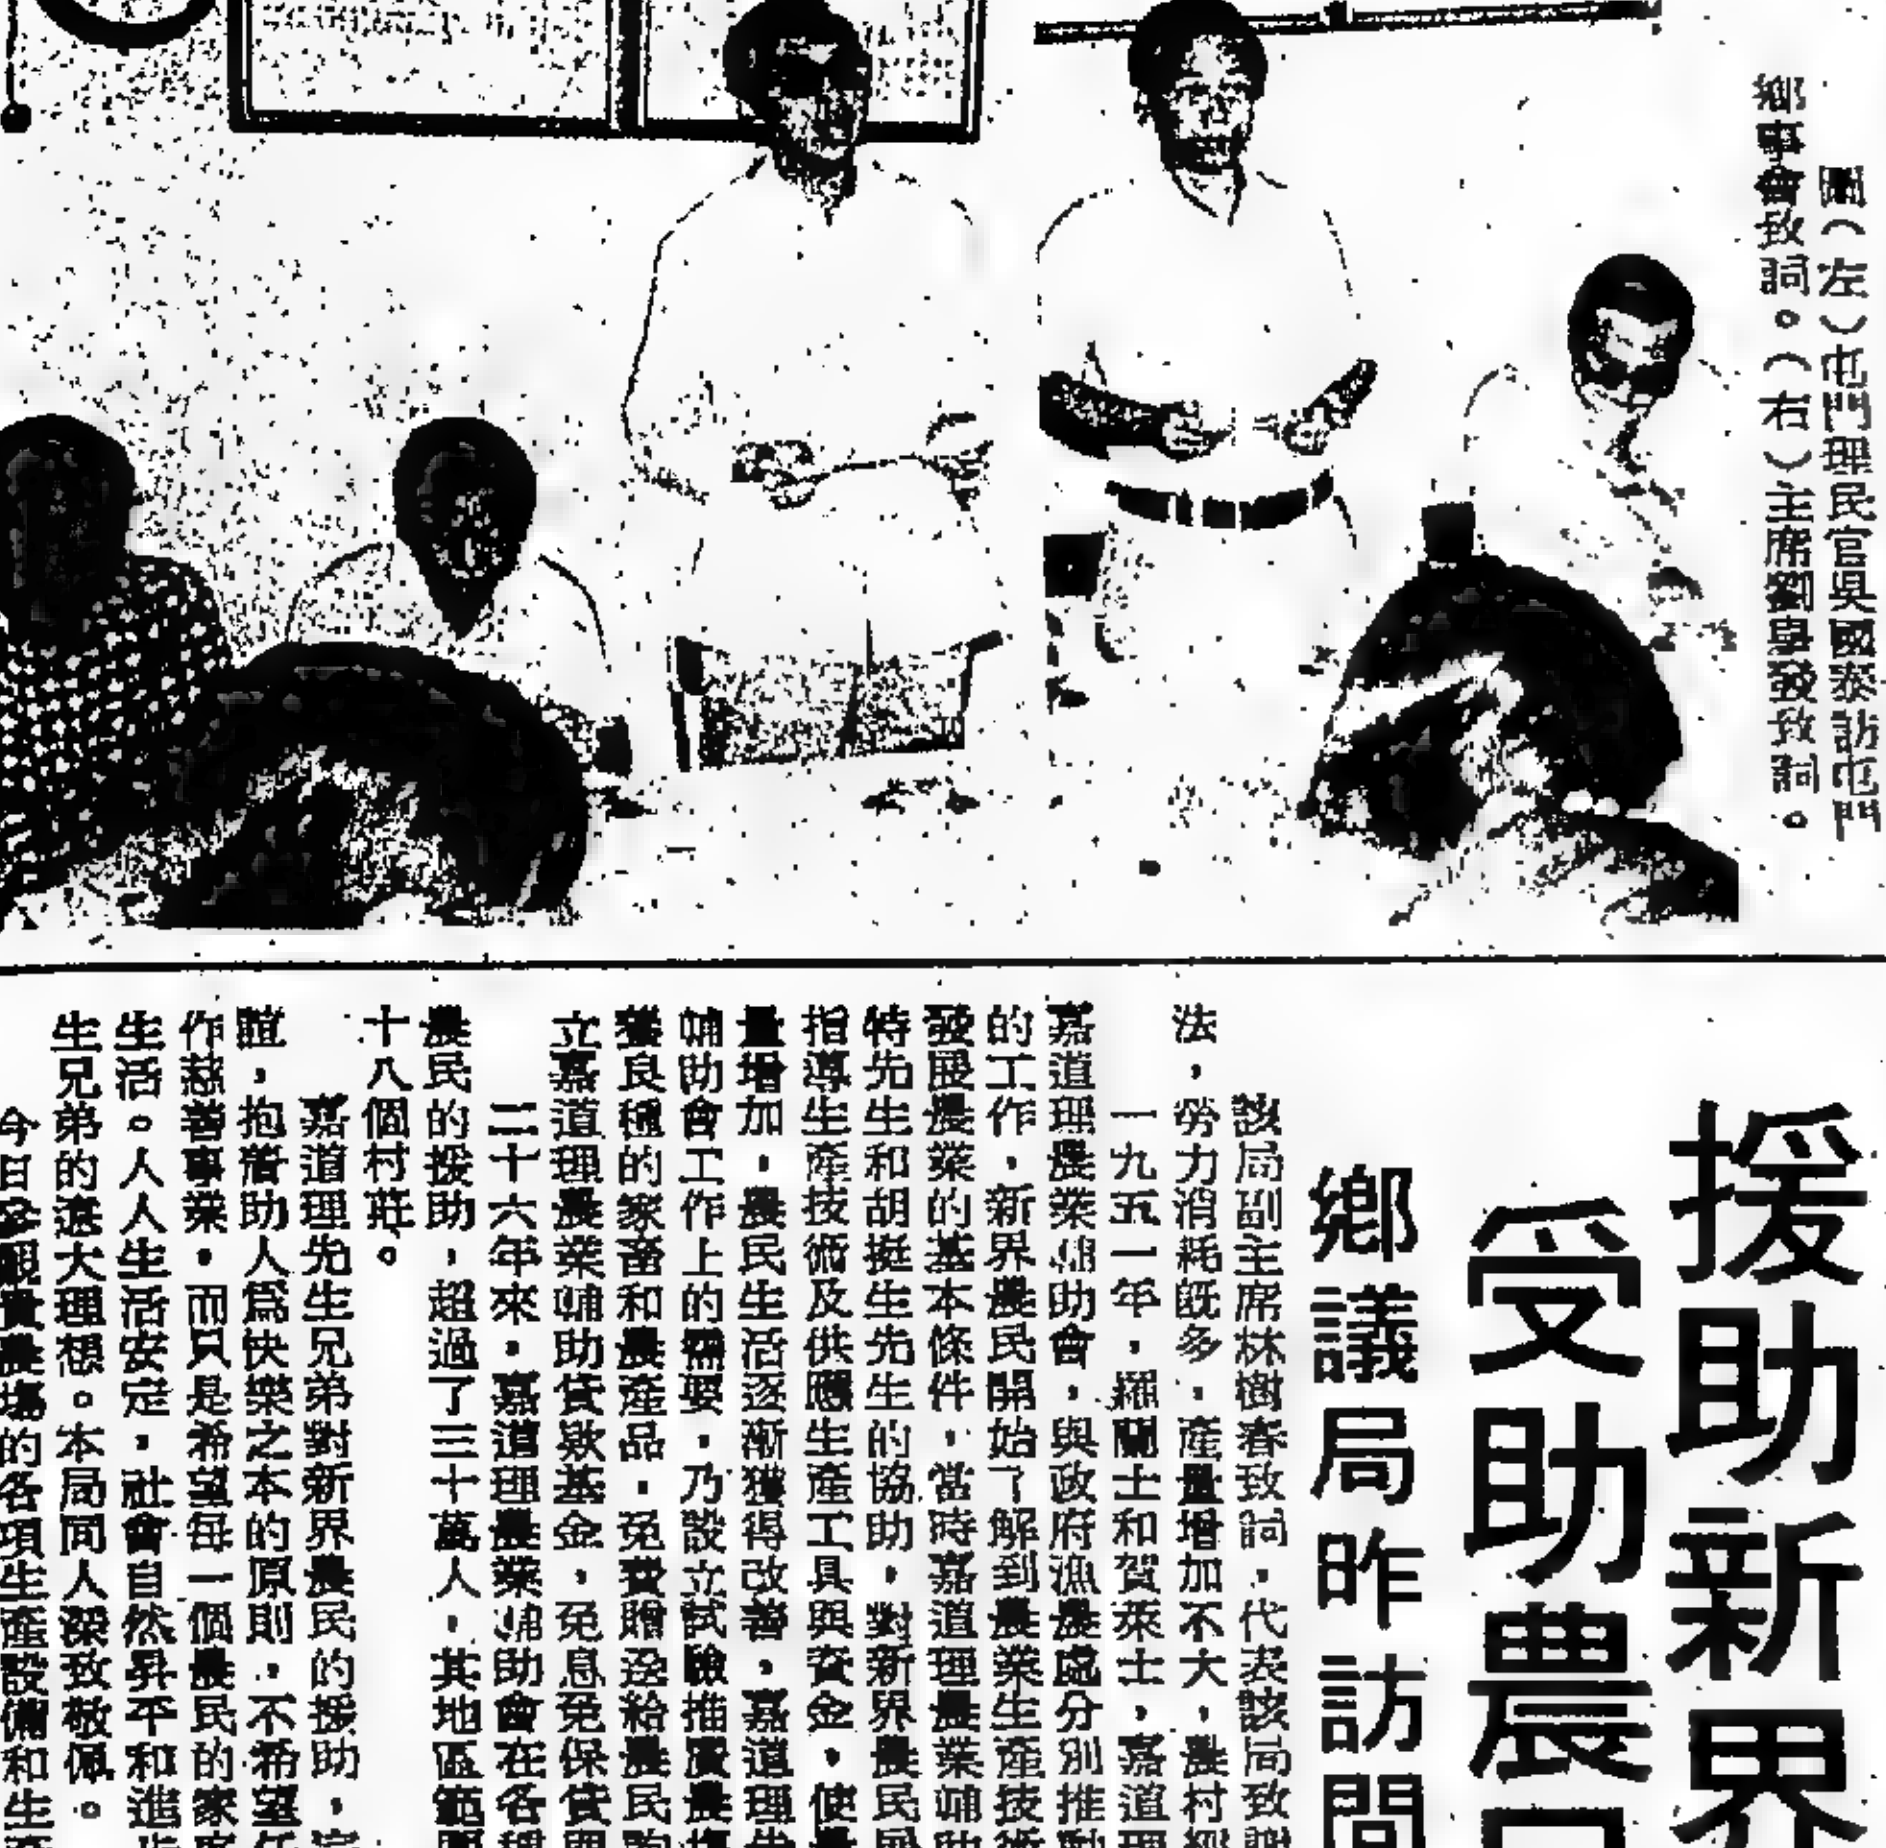 圖（左）屯門理民官吳國泰訪屯門
鄉事會致詞。（右）主席劉皇發致詞。
援助新界
受助農
鄉議局昨訪問
該局副主席林樹春致詞，代表該局致謝
法，勞力消耗既多，產量增加不大，農村經
一九五一年，羅蘭士和賀理士，嘉道理
嘉道理農業輔助會，與政府漁農處分別推動
的工作，新界農民開始了解到農業生產技術
發展農業的基本條件，當時嘉道理農業輔助
特先生和胡挺生先生的協助，對新界農民
指導生產技術及供應生產工具與資金，使
量增加，農民生活逐漸獲得改善，嘉道理
輔助會工作上的需要，乃設立試驗推廣農場
養良種的家畜和農產品，免費贈送給農民
立嘉道理農業輔助貸款基金，免息免保貸
二十六年來，嘉道理農業輔助會在各種
農民的援助，超過了三十萬人，其地區範圍
十八個村莊。
嘉道理先生兄弟對新界農民的援助，完
誼，抱着助人為快樂之本的原則，不希望任
作慈善事業，而只是希望每一個農民的家庭
生活。人人生活安定，社會自然昇平和進步
生兄弟的遠大理想。本局同人深致敬佩。
今日參觀貴農場的各項生產設備和生產